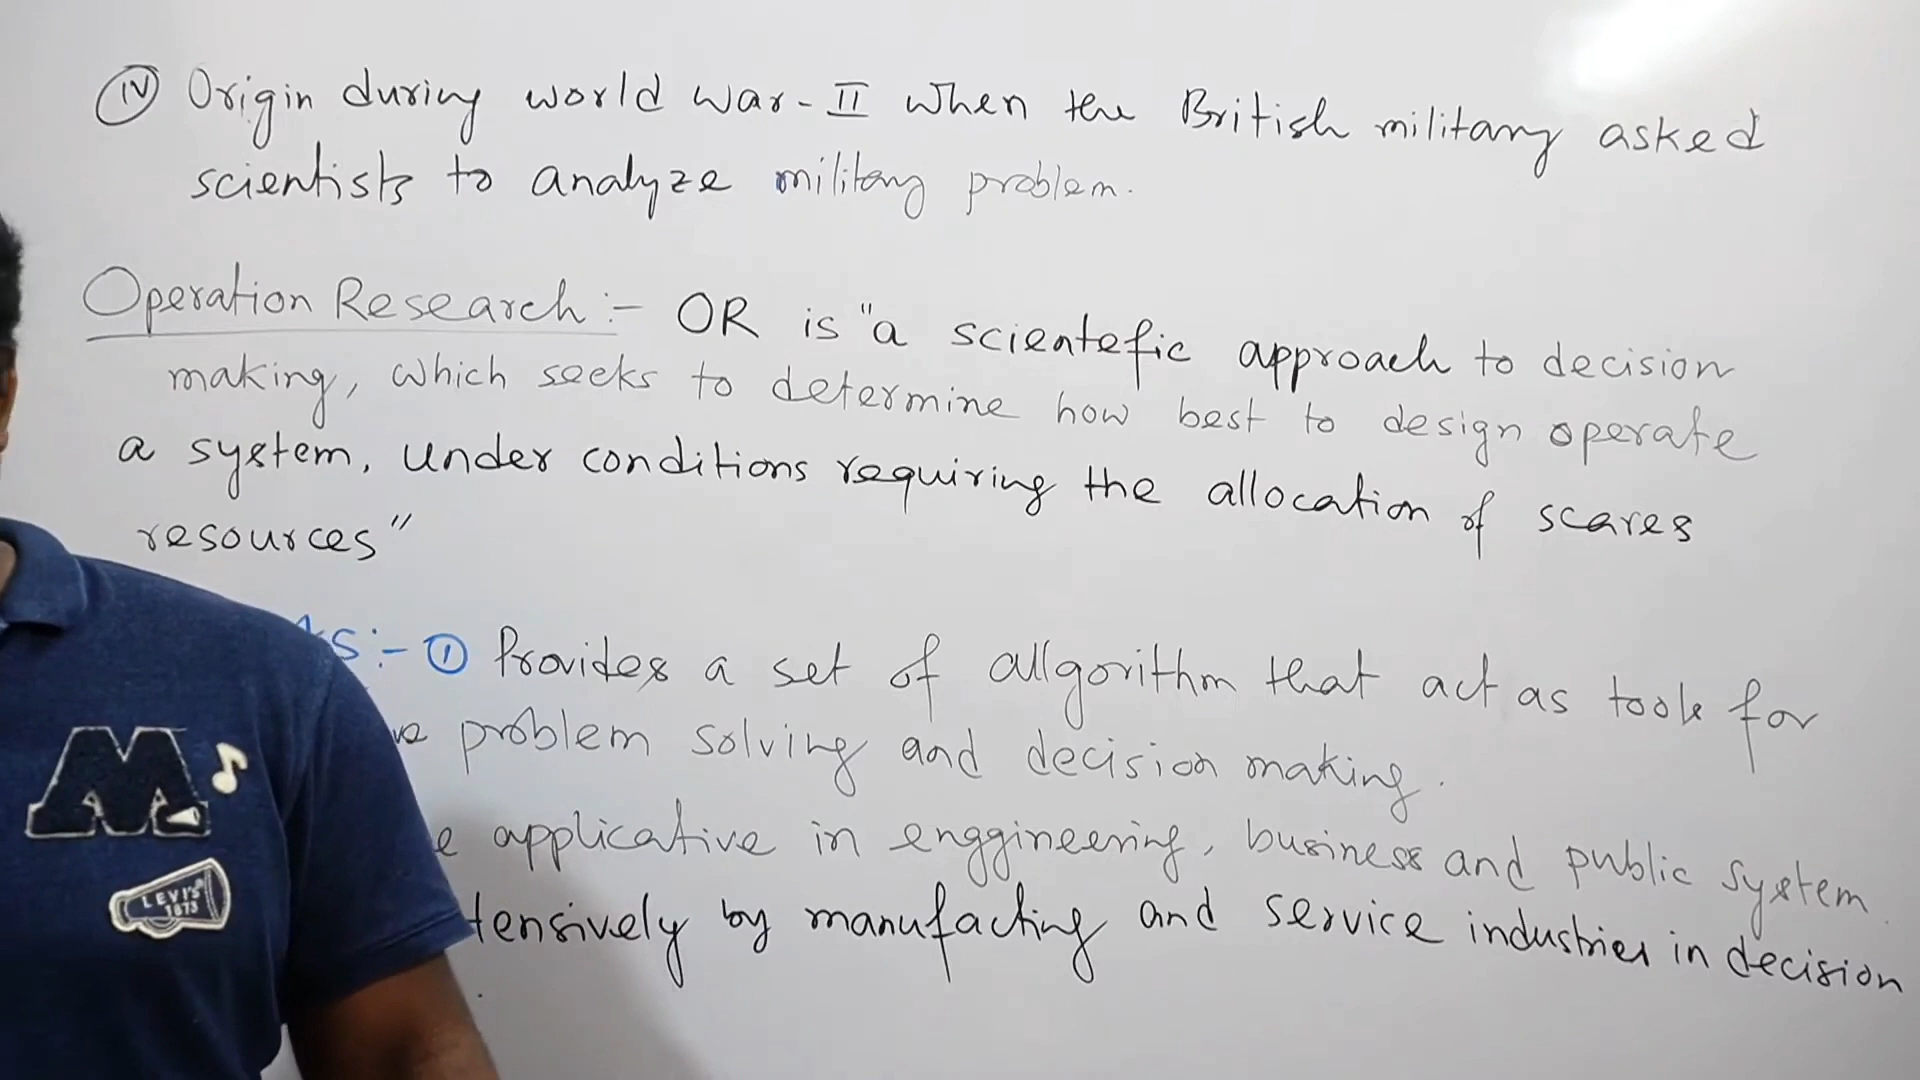 IV Origin during world war-II when the British military asked
scientists to analyze military problem.
Operation Research :- OR is "a scientefic approach to decision
making, which seeks to determine how best to design operate
a system, under conditions requiring the allocation of scares
resources"
s :- 1 Provides a set of allgorithm that act as tools for
ve problem solving and decision making.
e applicative in enggineering, business and public system.
tensively by manufacting and service industries in decision
M
LEVI'S
1873